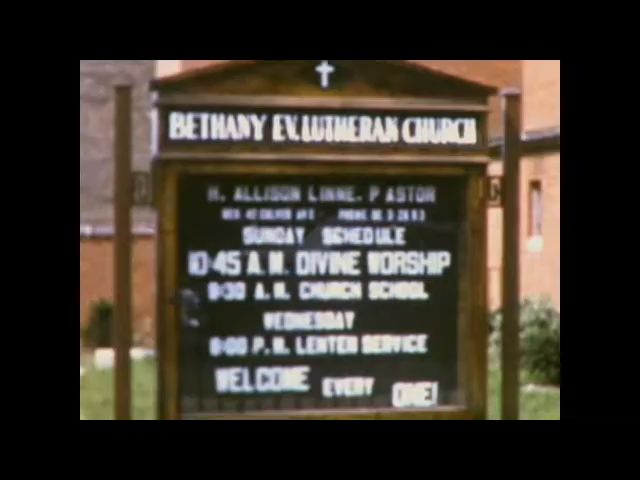 BETHANY EV. LUTHERAN CHURCH
H. ALLISON LINNE. PASTOR
PHONE
SUNDAY SCHEDULE
10:45 A.M. DIVINE WORSHIP
9:30 A.M. CHURCH SCHOOL
WEDNESDAY
8:00 P.M. LENTEN SERVICE
WELCOME EVERY ONE!